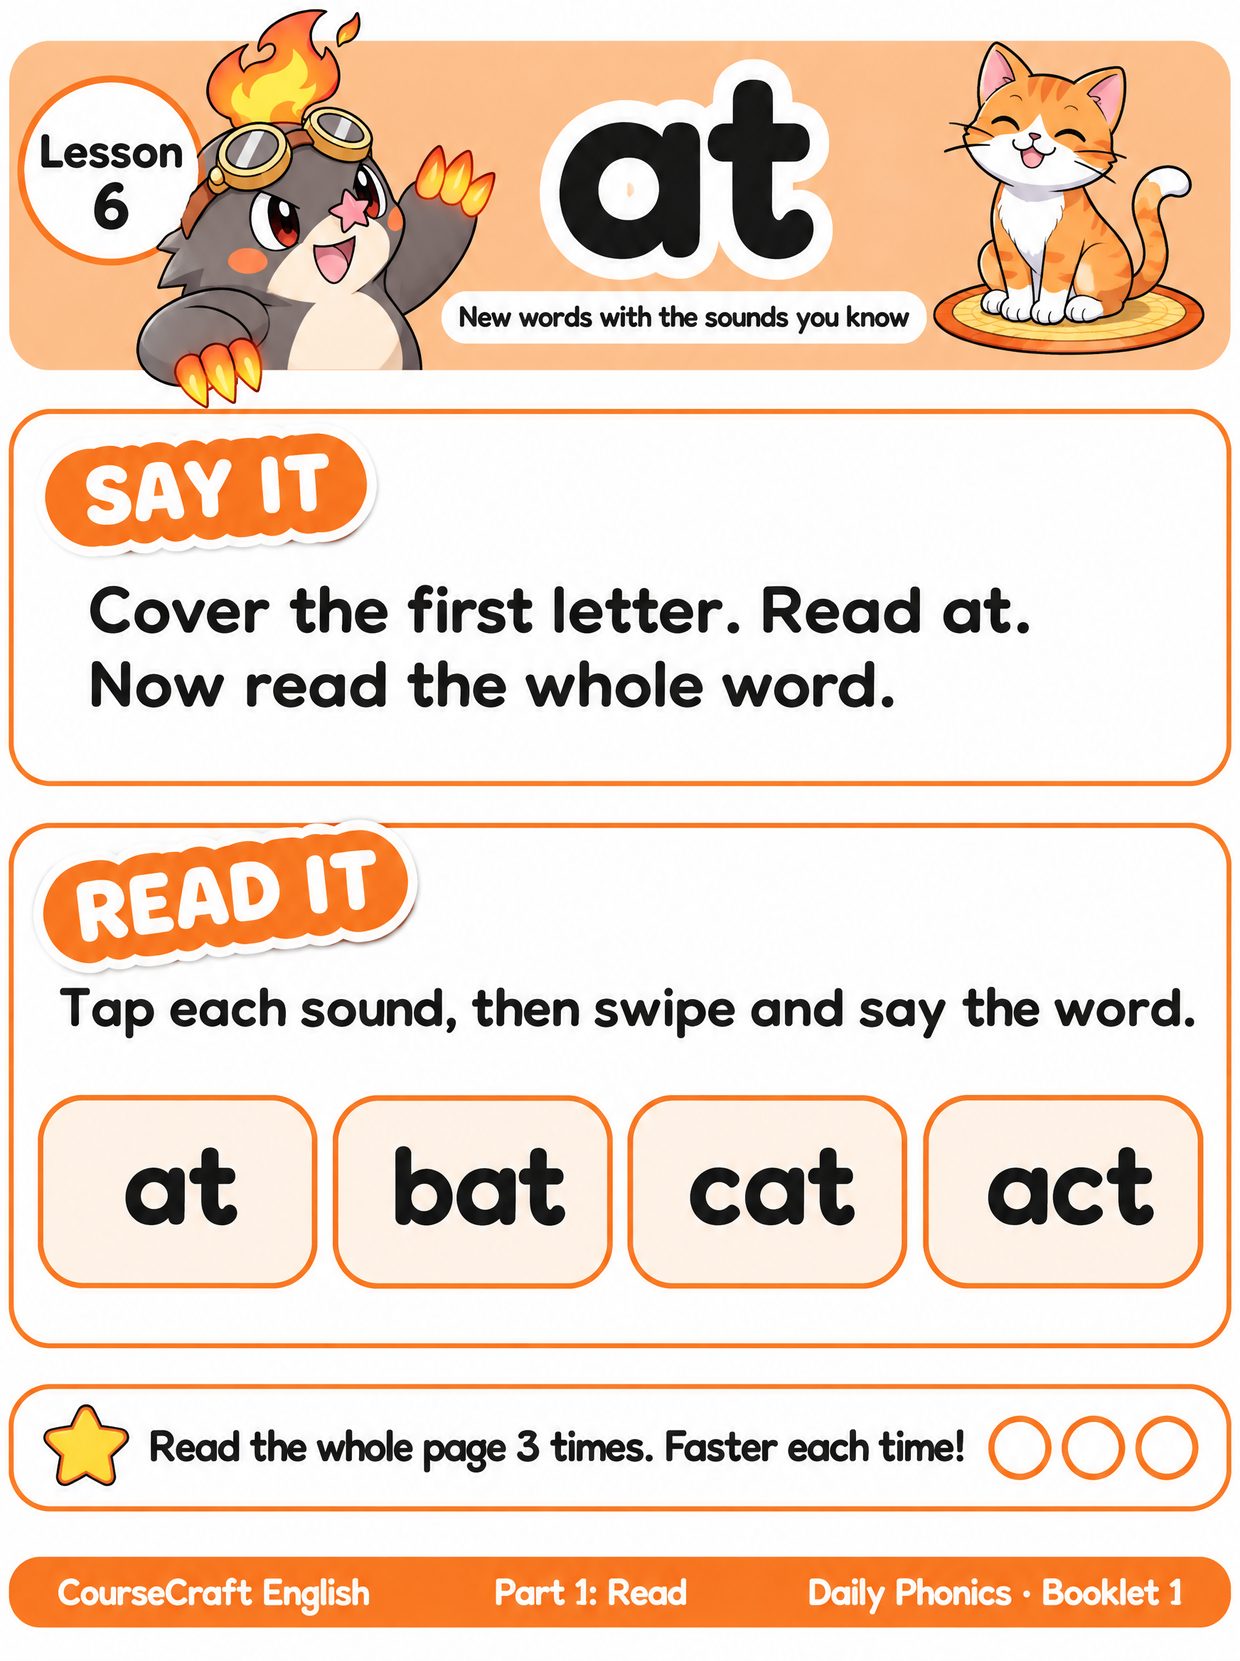 Lesson
6
at
New words with the sounds you know
SAY IT
Cover the first letter. Read at.
Now read the whole word.
READ IT
Tap each sound, then swipe and say the word.
at bat cat act
Read the whole page 3 times. Faster each time!
CourseCraft English Part 1: Read Daily Phonics · Booklet 1